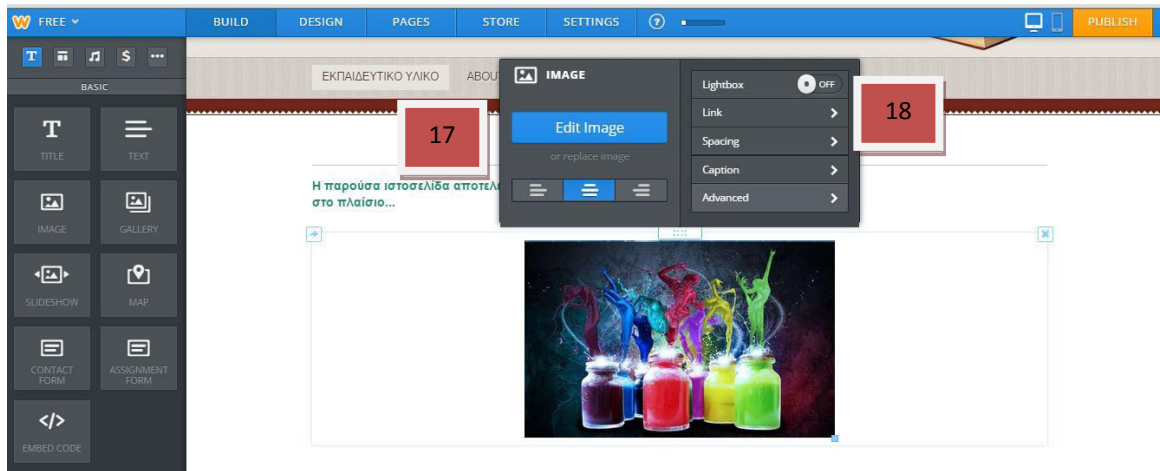 FREE BUILD DESIGN PAGES STORE SETTINGS ? PUBLISH
T $
BASIC
T
TITLE TEXT
IMAGE GALLERY
SLIDESHOW MAP
CONTACT FORM ASSIGNMENT FORM
</>
EMBED CODE
ΕΚΠΑΙΔΕΥΤΙΚΟ ΥΛΙΚΟ ABOU
17
IMAGE
Edit Image
or replace image
Lightbox OFF
Link
Spacing
Caption
Advanced
18
Η παρούσα ιστοσελίδα αποτελε
στο πλαίσιο...